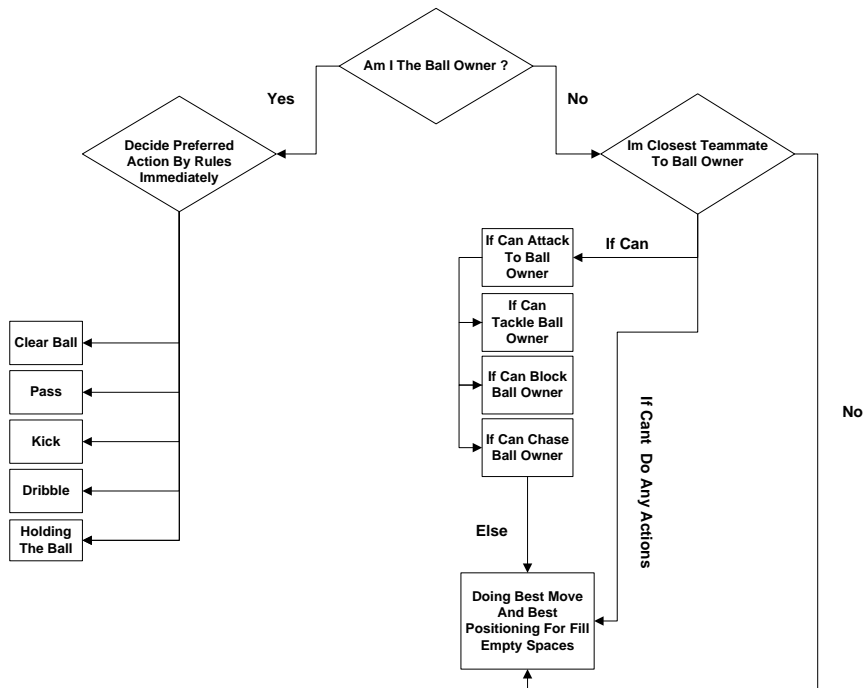 Am I The Ball Owner ?
Yes
No
Decide Preferred
Action By Rules
Immediately
Im Closest Teammate
To Ball Owner
If Can Attack
To Ball
Owner
If Can
If Can
Tackle Ball
Owner
Clear Ball
If Can Block
Ball Owner
Pass
If Cant Do Any Actions
No
Kick
If Can Chase
Ball Owner
Dribble
Holding
The Ball
Else
Doing Best Move
And Best
Positioning For Fill
Empty Spaces